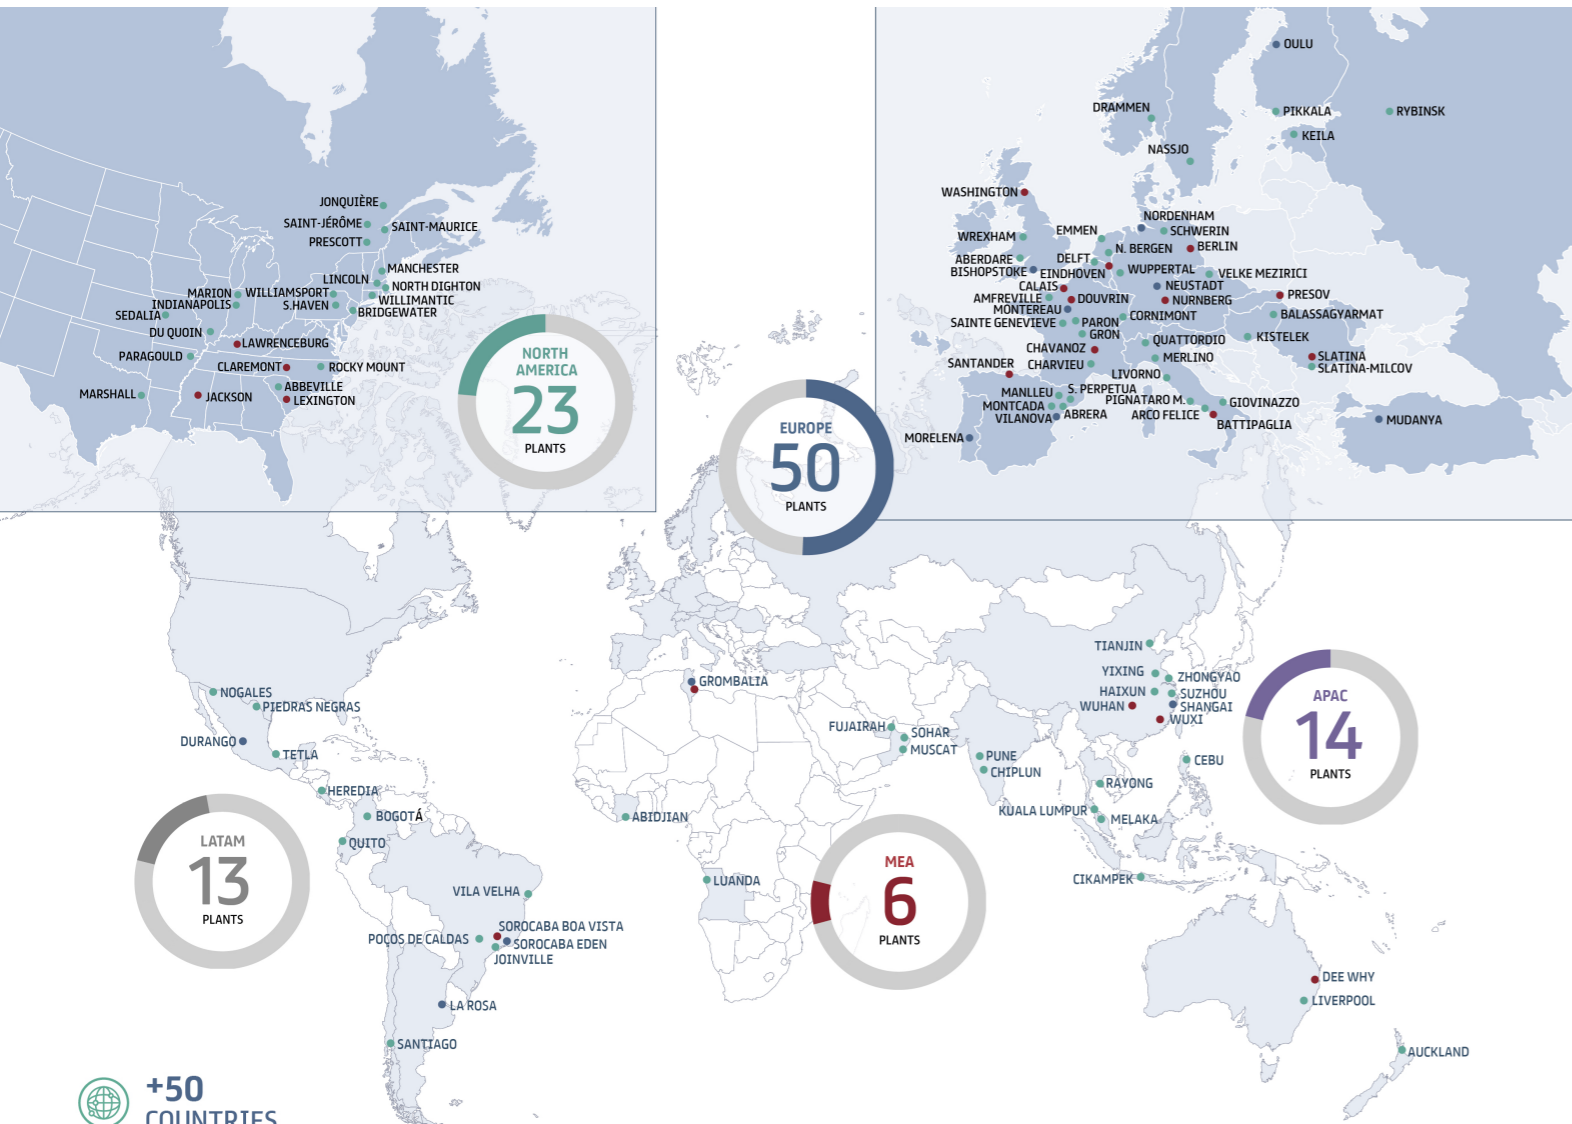 JONQUIÈRE
SAINT-JÉRÔME
SAINT-MAURICE
PRESCOTT
MANCHESTER
LINCOLN
NORTH DIGHTON
MARION
WILLIAMSPORT
WILLIMANTIC
INDIANAPOLIS
S.HAVEN
BRIDGEWATER
SEDALIA
DU QUOIN
LAWRENCEBURG
PARAGOULD
CLAREMONT
ROCKY MOUNT
ABBEVILLE
MARSHALL
JACKSON
LEXINGTON
NORTH
AMERICA
23
PLANTS
OULU
DRAMMEN
PIKKALA
RYBINSK
KEILA
NASSJO
WASHINGTON
NORDENHAM
SCHWERIN
EMMEN
WREXHAM
N. BERGEN
BERLIN
ABERDARE
DELFT
BISHOPSTOKE
EINDHOVEN
WUPPERTAL
VELKE MEZIRICI
CALAIS
NEUSTADT
AMFREVILLE
DOUVRIN
NURNBERG
PRESOV
MONTEREAU
CORNIMONT
BALASSAGYARMAT
SAINTE GENEVIEVE
PARON
GRON
QUATTORDIO
KISTELEK
CHAVANOZ
MERLINO
SLATINA
SANTANDER
CHARVIEU
SLATINA-MILCOV
LIVORNO
MANLLEU
S. PERPETUA
PIGNATARO M.
GIOVINAZZO
MONTCADA
ABRERA
ARCO FELICE
VILANOVA
BATTIPAGLIA
MUDANYA
MORELENA
EUROPE
50
PLANTS
TIANJIN
YIXING
ZHONGYAO
HAIXUN
SUZHOU
WUHAN
SHANGAI
WUXI
GROMBALIA
NOGALES
PIEDRAS NEGRAS
DURANGO
TETLA
FUJAIRAH
SOHAR
MUSCAT
PUNE
CHIPLUN
CEBU
RAYONG
KUALA LUMPUR
MELAKA
APAC
14
PLANTS
HEREDIA
BOGOTÁ
QUITO
ABIDJIAN
LATAM
13
PLANTS
VILA VELHA
LUANDA
CIKAMPEK
MEA
6
PLANTS
SOROCABA BOA VISTA
POÇOS DE CALDAS
SOROCABA EDEN
JOINVILLE
DEE WHY
LIVERPOOL
LA ROSA
SANTIAGO
AUCKLAND
+50
COUNTRIES